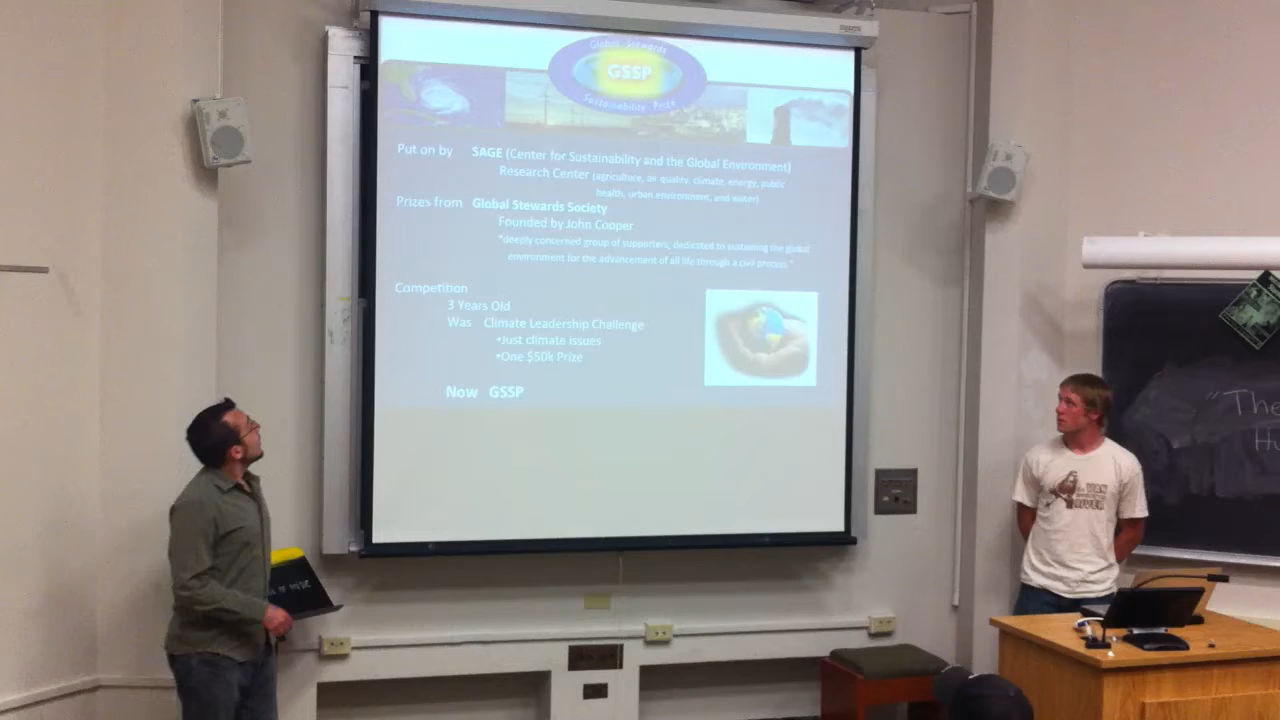 Global Stewards
GSSP
Sustainability Prize
Put on by SAGE (Center for Sustainability and the Global Environment)
Research Center (agriculture, air quality, climate, energy, public
health, urban environment, and water)
Prizes from Global Stewards Society
Founded by John Cooper
"deeply concerned group of supporters, dedicated to sustaining the global
environment for the advancement of all life through a civil process."
Competition
3 Years Old
Was Climate Leadership Challenge
•Just climate issues
•One $50k Prize
Now GSSP
"The
RIVER